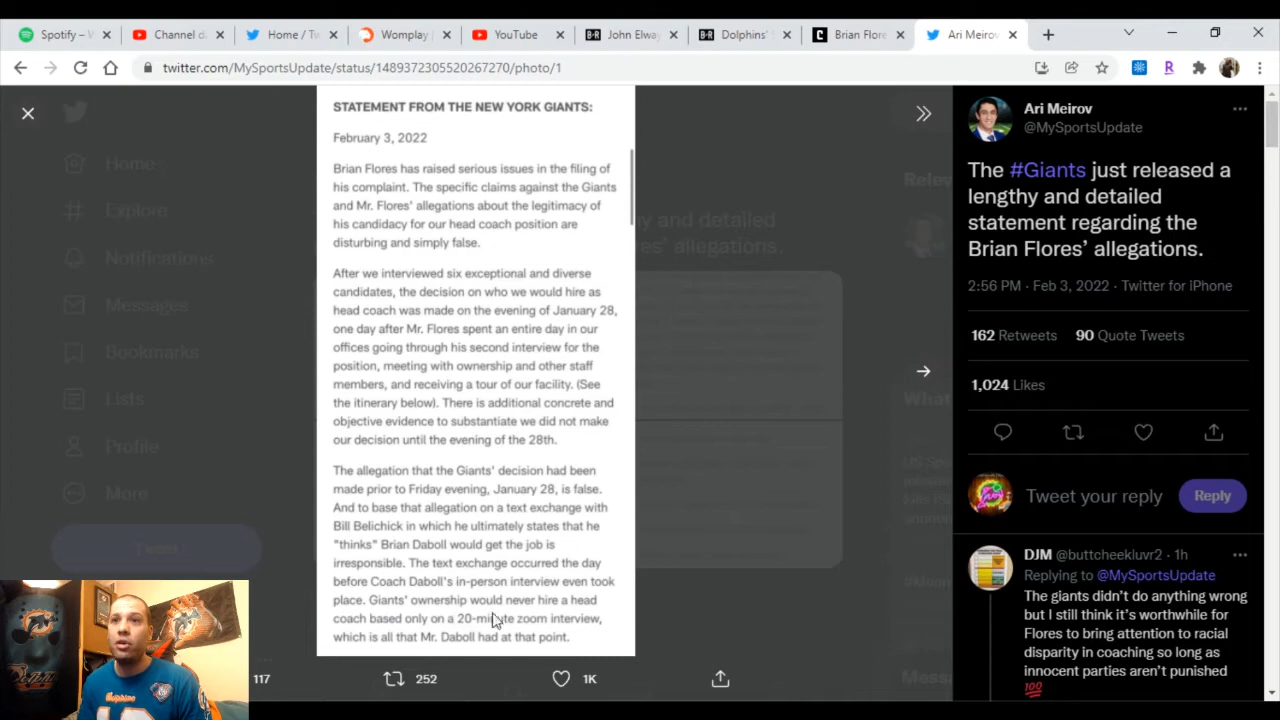 Spotify – W
Channel da
Home / Tw
Womplay |
YouTube
B·R John Elway
B·R Dolphins'
Brian Flore
Ari Meirov
twitter.com/MySportsUpdate/status/1489372305520267270/photo/1
Home
Explore
Notifications
Messages
Bookmarks
Lists
Profile
More
Tweet
STATEMENT FROM THE NEW YORK GIANTS:
February 3, 2022
Brian Flores has raised serious issues in the filing of
his complaint. The specific claims against the Giants
and Mr. Flores' allegations about the legitimacy of
his candidacy for our head coach position are
disturbing and simply false.
After we interviewed six exceptional and diverse
candidates, the decision on who we would hire as
head coach was made on the evening of January 28,
one day after Mr. Flores spent an entire day in our
offices going through his second interview for the
position, meeting with ownership and other staff
members, and receiving a tour of our facility. (See
the itinerary below). There is additional concrete and
objective evidence to substantiate we did not make
our decision until the evening of the 28th.
The allegation that the Giants' decision had been
made prior to Friday evening, January 28, is false.
And to base that allegation on a text exchange with
Bill Belichick in which he ultimately states that he
"thinks" Brian Daboll would get the job is
irresponsible. The text exchange occurred the day
before Coach Daboll's in-person interview even took
place. Giants' ownership would never hire a head
coach based only on a 20-minute zoom interview,
which is all that Mr. Daboll had at that point.
hy and detailed
res' allegations.
117
252
1K
Ari Meirov
@MySportsUpdate
The #Giants just released a
lengthy and detailed
statement regarding the
Brian Flores' allegations.
2:56 PM · Feb 3, 2022 · Twitter for iPhone
162 Retweets 90 Quote Tweets
1,024 Likes
Tweet your reply
Reply
DJM @buttcheekluvr2 · 1h
Replying to @MySportsUpdate
The giants didn't do anything wrong
but I still think it's worthwhile for
Flores to bring attention to racial
disparity in coaching so long as
innocent parties aren't punished
💯